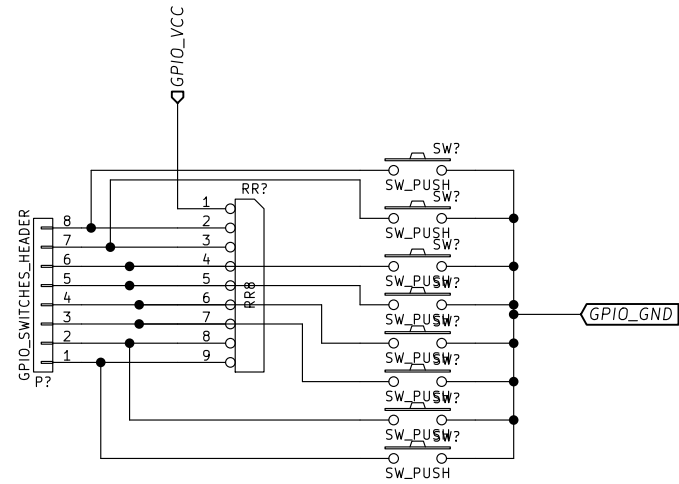 GPIO_VCC
SW?
SW_PUSH
SW?
SW_PUSH
SW?
SW_PUSH
SW?
SW_PUSH
SW?
SW_PUSH
SW?
SW_PUSH
SW?
SW_PUSH
SW?
SW_PUSH
RR?
1
2
3
4
5
6
7
8
9
RR8
GPIO_SWITCHES_HEADER
8
7
6
5
4
3
2
1
P?
GPIO_GND